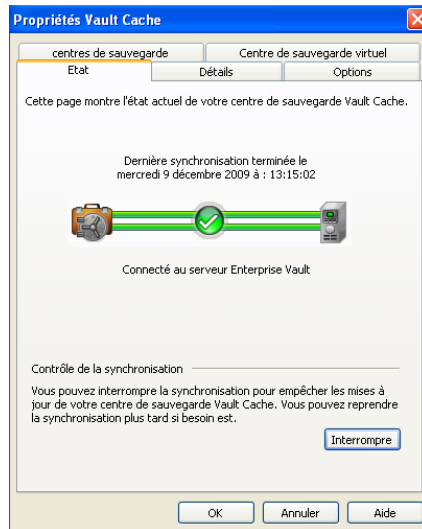 Propriétés Vault Cache
centres de sauvegarde
Centre de sauvegarde virtuel
Etat
Détails
Options
Cette page montre l'état actuel de votre centre de sauvegarde Vault Cache.
Dernière synchronisation terminée le
mercredi 9 décembre 2009 à : 13:15:02
Connecté au serveur Enterprise Vault
Contrôle de la synchronisation
Vous pouvez interrompre la synchronisation pour empêcher les mises à
jour de votre centre de sauvegarde Vault Cache. Vous pouvez reprendre
la synchronisation plus tard si besoin est.
Interrompre
OK
Annuler
Aide